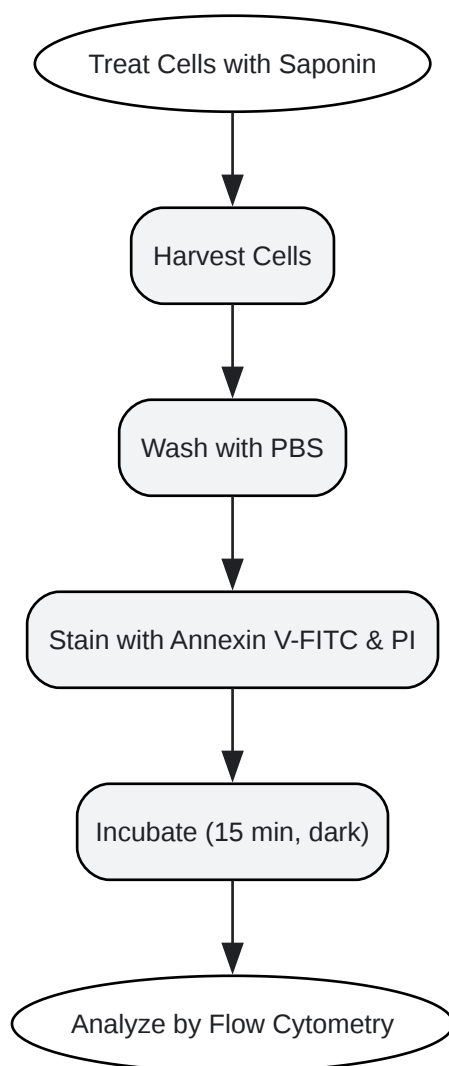 Treat Cells with Saponin
Harvest Cells
Wash with PBS
Stain with Annexin V-FITC & PI
Incubate (15 min, dark)
Analyze by Flow Cytometry